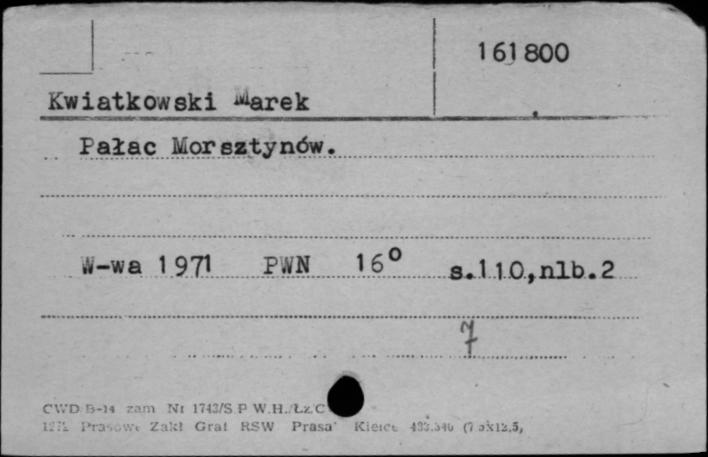 161800
Kwiatkowski Marek
Pałac Morsztynów.
W-wa 1971 PWN 16° s.110,nlb.2
7
CWD B-14 zam Nr 1743/S P W.H./Łz/C
Zakł Graf RSW Prasa" Kielce